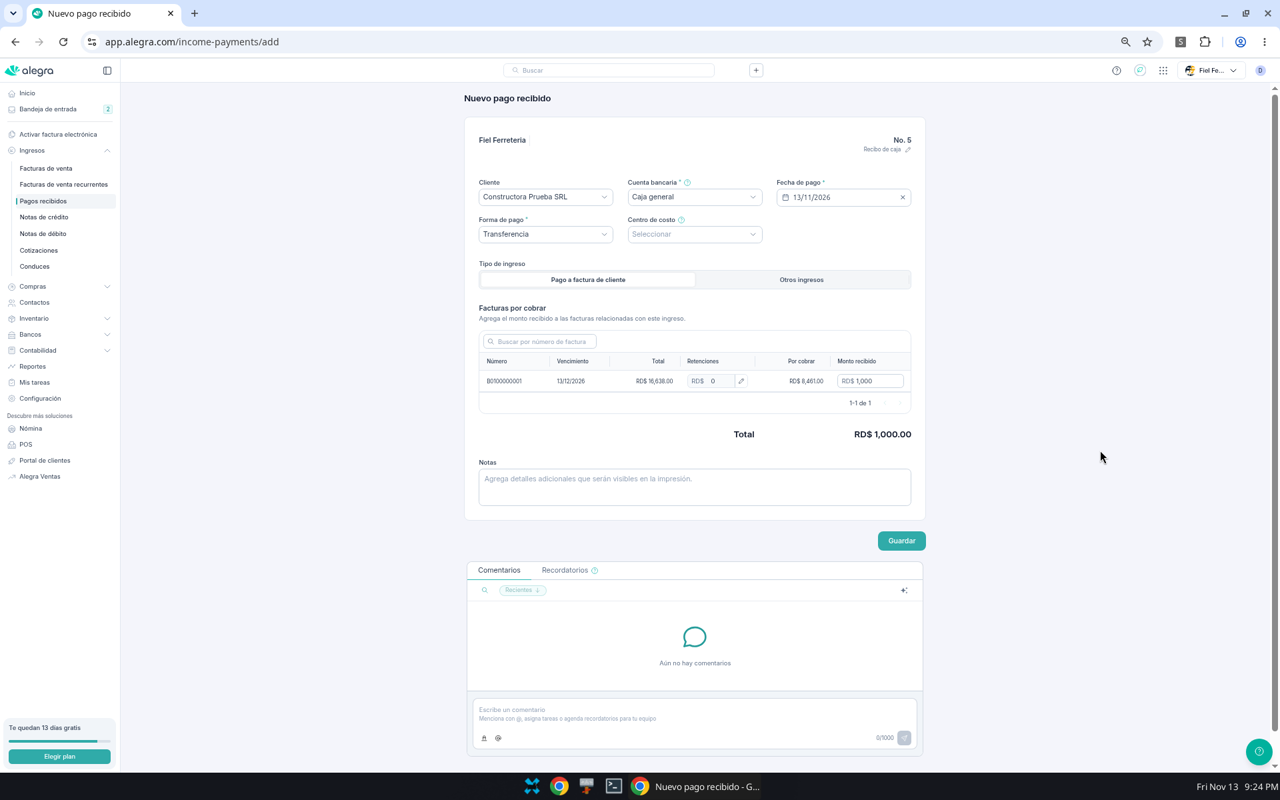 Nuevo pago recibido
app.alegra.com/income-payments/add
S
alegra
Buscar
Fiel Fe...
D
Inicio
Bandeja de entrada 2
Activar factura electrónica
Ingresos
Facturas de venta
Facturas de venta recurrentes
Pagos recibidos
Notas de crédito
Notas de débito
Cotizaciones
Conduces
Compras
Contactos
Inventario
Bancos
Contabilidad
Reportes
Mis tareas
Configuración
Descubre más soluciones
Nómina
POS
Portal de clientes
Alegra Ventas
Te quedan 13 días gratis
Elegir plan
Nuevo pago recibido
Fiel Ferreteria
No. 5
Recibo de caja
Cliente
Cuenta bancaria *
Fecha de pago *
Constructora Prueba SRL
Caja general
13/11/2026
Forma de pago *
Centro de costo
Transferencia
Seleccionar
Tipo de ingreso
Pago a factura de cliente
Otros ingresos
Facturas por cobrar
Agrega el monto recibido a las facturas relacionadas con este ingreso.
Buscar por número de factura
Número Vencimiento Total Retenciones Por cobrar Monto recibido
B0100000001 13/12/2026 RD$ 16,638.00 RD$ 0 RD$ 8,461.00 RD$ 1,000
1-1 de 1
Total RD$ 1,000.00
Notas
Agrega detalles adicionales que serán visibles en la impresión.
Guardar
Comentarios
Recordatorios
Recientes
Aún no hay comentarios
Escribe un comentario
Menciona con @, asigna tareas o agenda recordatorios para tu equipo
0/1000
Nuevo pago recibido - G...
Fri Nov 13 9:24 PM